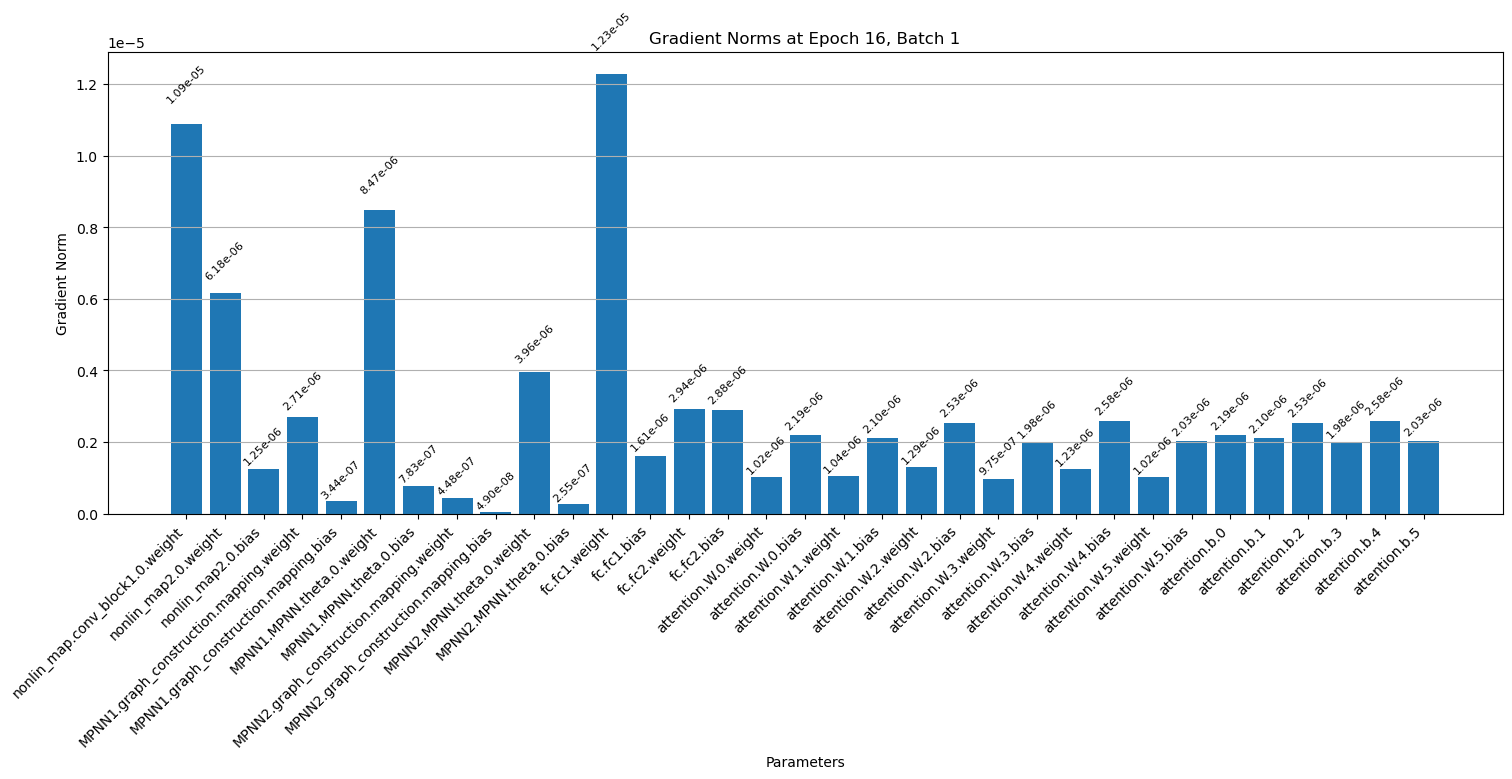 Gradient Norms at Epoch 16, Batch 1
1e−5
Gradient Norm
1.2
1.0
0.8
0.6
0.4
0.2
0.0
1.09e-05
6.18e-06
1.25e-06
2.71e-06
3.44e-07
8.47e-06
7.83e-07
4.48e-07
4.90e-08
3.96e-06
2.55e-07
1.23e-05
1.61e-06
2.94e-06
2.88e-06
1.02e-06
2.19e-06
1.04e-06
2.10e-06
1.29e-06
2.53e-06
9.75e-07
1.98e-06
1.23e-06
2.58e-06
1.02e-06
2.03e-06
2.19e-06
2.10e-06
2.53e-06
1.98e-06
2.58e-06
2.03e-06
nonlin_map.conv_block1.0.weight
nonlin_map2.0.weight
nonlin_map2.0.bias
MPNN1.graph_construction.mapping.weight
MPNN1.graph_construction.mapping.bias
MPNN1.MPNN.theta.0.weight
MPNN1.MPNN.theta.0.bias
MPNN2.graph_construction.mapping.weight
MPNN2.graph_construction.mapping.bias
MPNN2.MPNN.theta.0.weight
MPNN2.MPNN.theta.0.bias
fc.fc1.weight
fc.fc1.bias
fc.fc2.weight
fc.fc2.bias
attention.W.0.weight
attention.W.0.bias
attention.W.1.weight
attention.W.1.bias
attention.W.2.weight
attention.W.2.bias
attention.W.3.weight
attention.W.3.bias
attention.W.4.weight
attention.W.4.bias
attention.W.5.weight
attention.W.5.bias
attention.b.0
attention.b.1
attention.b.2
attention.b.3
attention.b.4
attention.b.5
Parameters